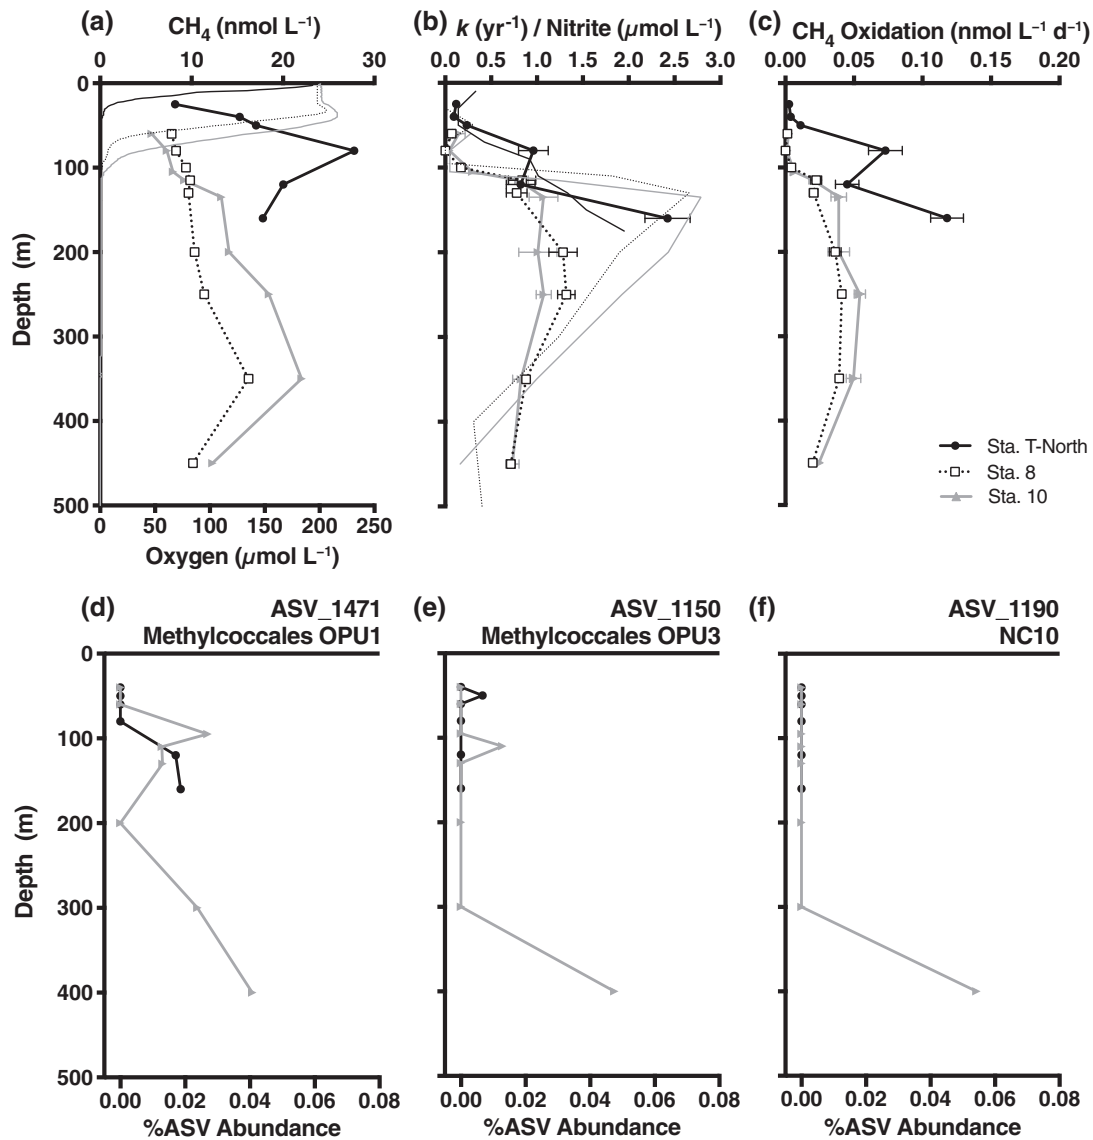 (a) CH₄ (nmol L⁻¹)
0 10 20 30
(b) k (yr⁻¹) / Nitrite (µmol L⁻¹)
0.0 0.5 1.0 1.5 2.0 2.5 3.0
(c) CH₄ Oxidation (nmol L⁻¹ d⁻¹)
0.00 0.05 0.10 0.15 0.20
Depth (m)
0
100
200
300
400
500
0 50 100 150 200 250
Oxygen (µmol L⁻¹)
Sta. T-North
Sta. 8
Sta. 10
(d) ASV_1471
Methylcoccales OPU1
(e) ASV_1150
Methylcoccales OPU3
(f) ASV_1190
NC10
Depth (m)
0
100
200
300
400
500
0.00 0.02 0.04 0.06 0.08
%ASV Abundance
0.00 0.02 0.04 0.06 0.08
%ASV Abundance
0.00 0.02 0.04 0.06 0.08
%ASV Abundance